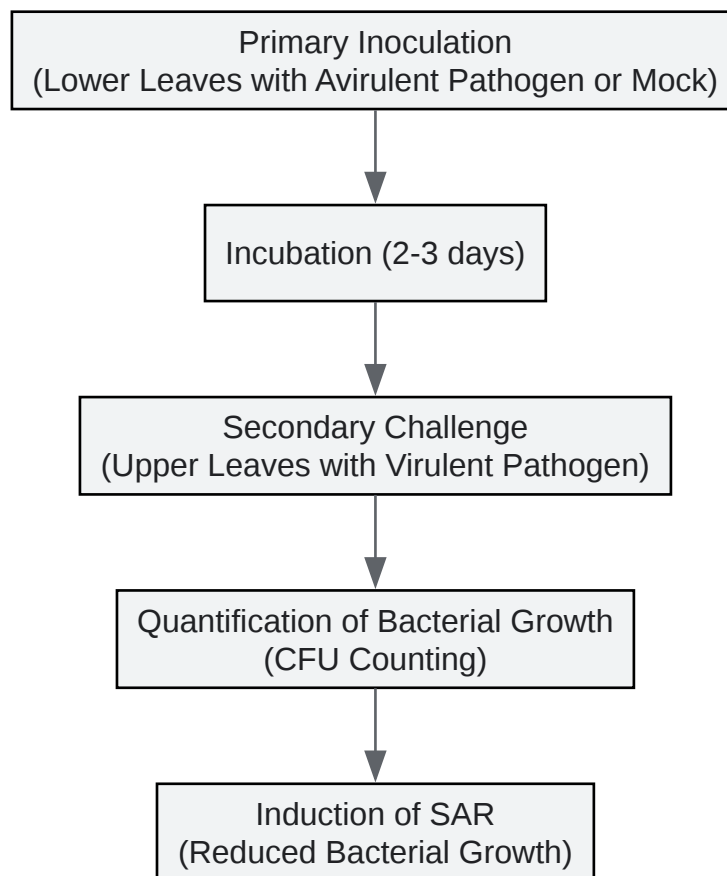 Primary Inoculation
(Lower Leaves with Avirulent Pathogen or Mock)
Incubation (2-3 days)
Secondary Challenge
(Upper Leaves with Virulent Pathogen)
Quantification of Bacterial Growth
(CFU Counting)
Induction of SAR
(Reduced Bacterial Growth)